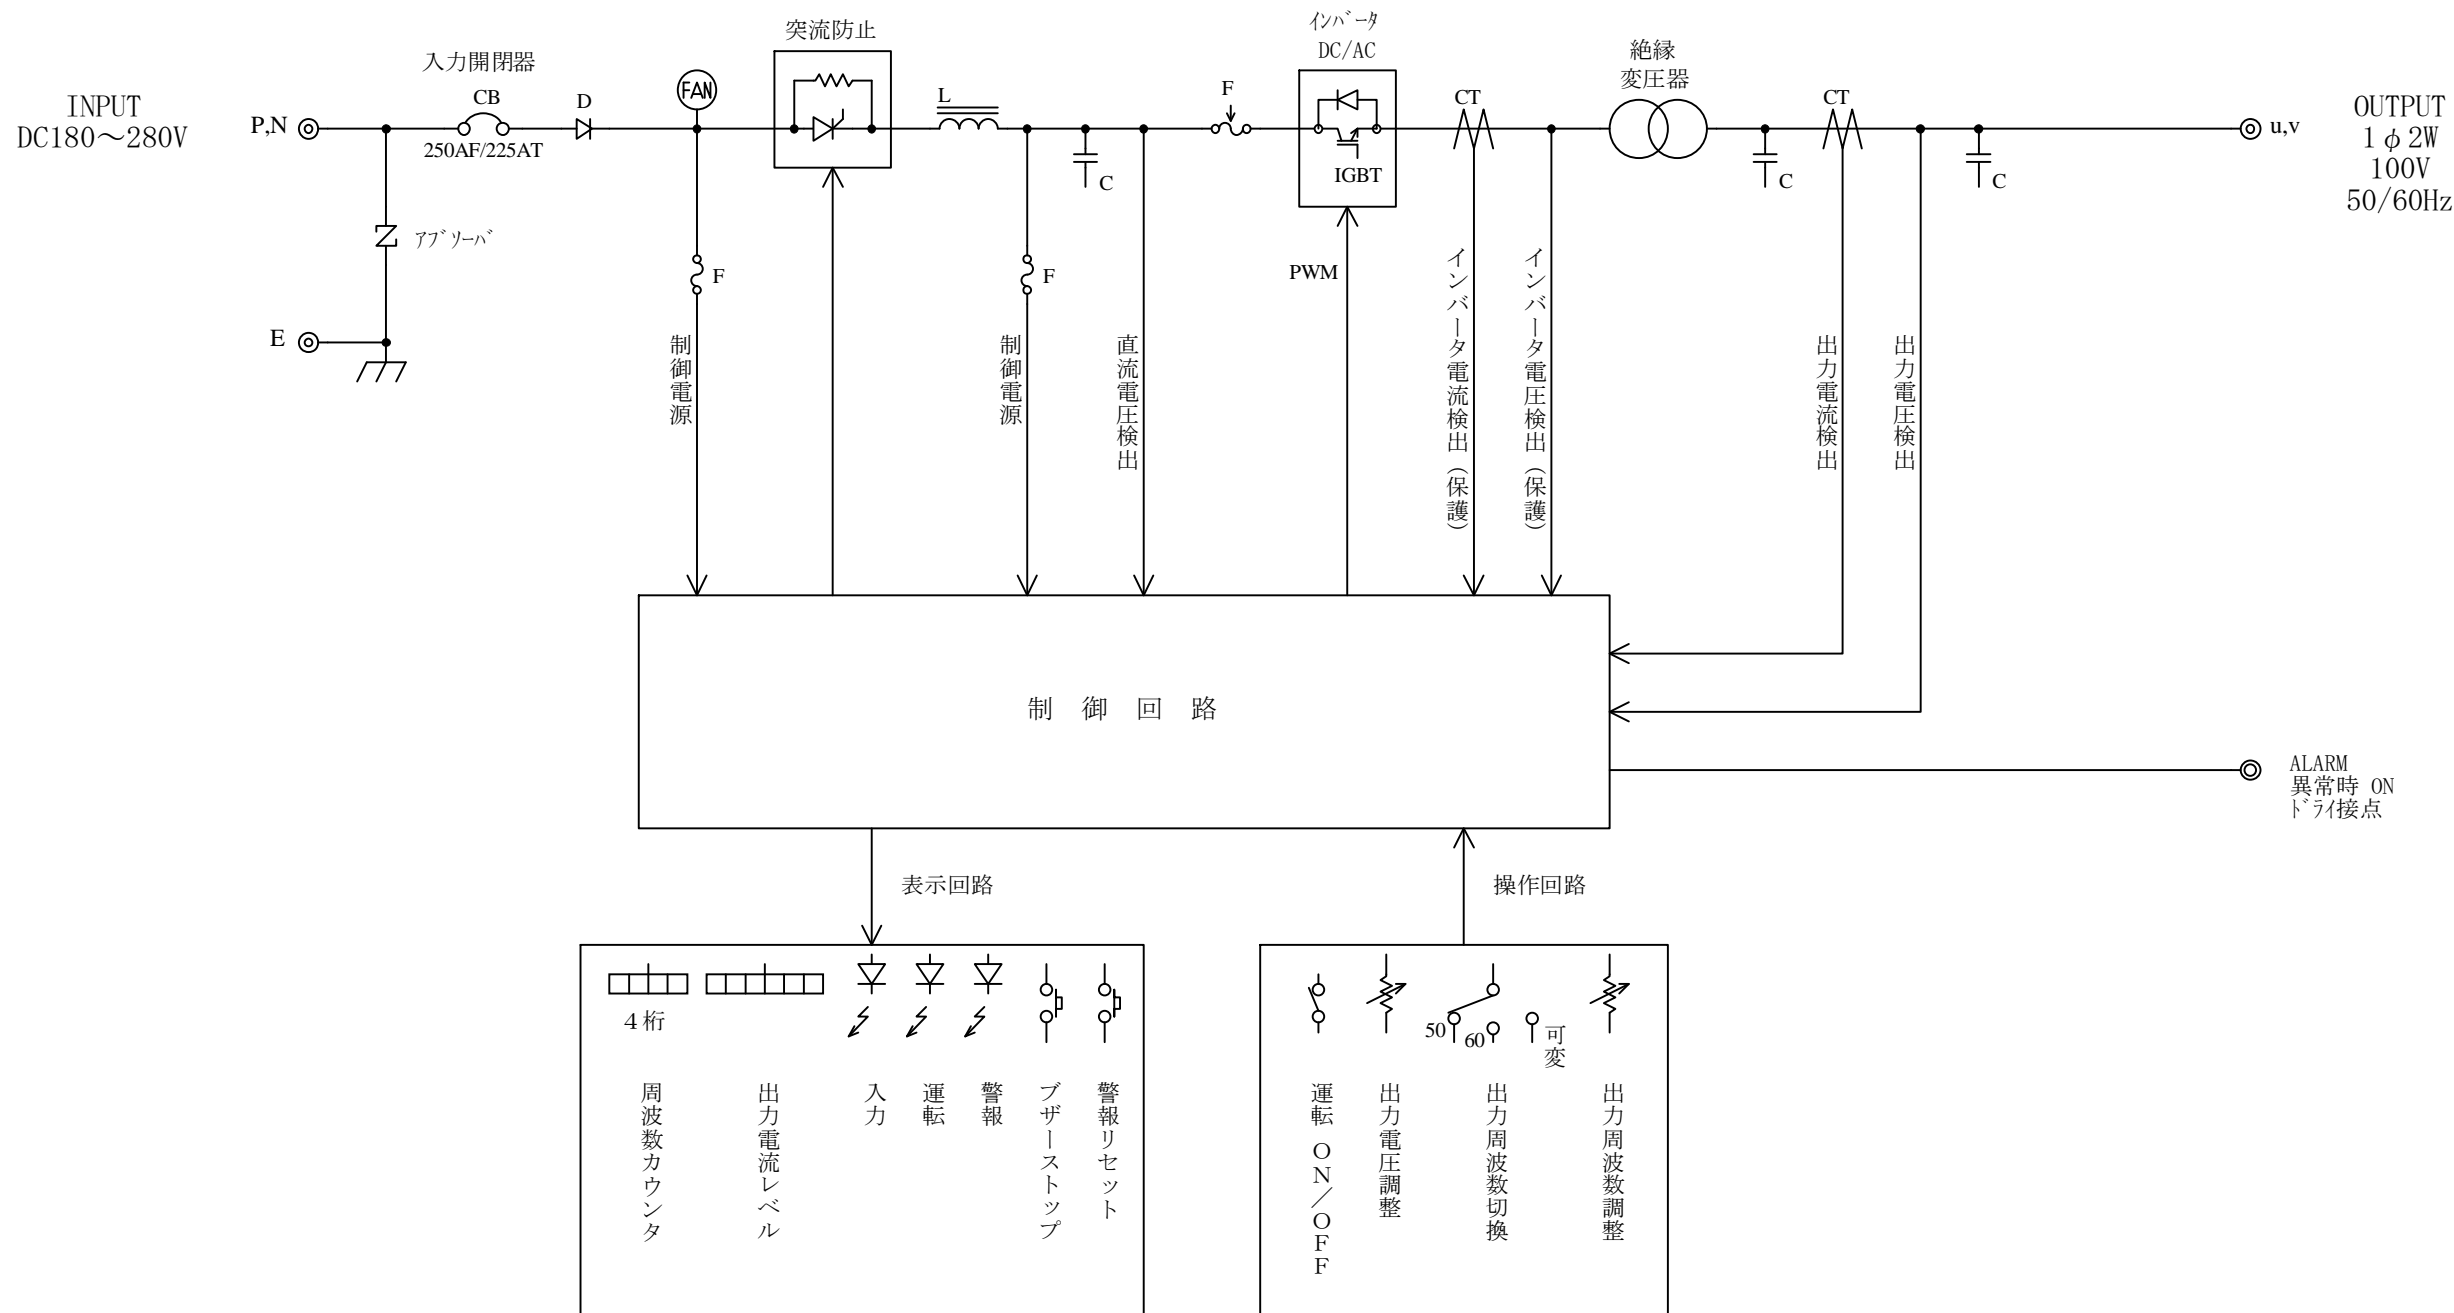 突流防止
インバータ
DC/AC
入力開閉器
絶縁
変圧器
INPUT
DC180～280V
P,N
CB
250AF/225AT
D
FAN
L
C
F
IGBT
CT
C
CT
C
u,v
OUTPUT
1φ2W
100V
50/60Hz
アブソーバ
E
F
制御電源
F
制御電源
直流電圧検出
PWM
インバータ電流検出（保護）
インバータ電圧検出（保護）
出力電流検出
出力電圧検出
制御回路
ALARM
異常時 ON
ドライ接点
表示回路
操作回路
4桁
周波数カウンタ
出力電流レベル
入力
運転
警報
ブザーストップ
警報リセット
50
60
可変
運転 ON／OFF
出力電圧調整
出力周波数切換
出力周波数調整